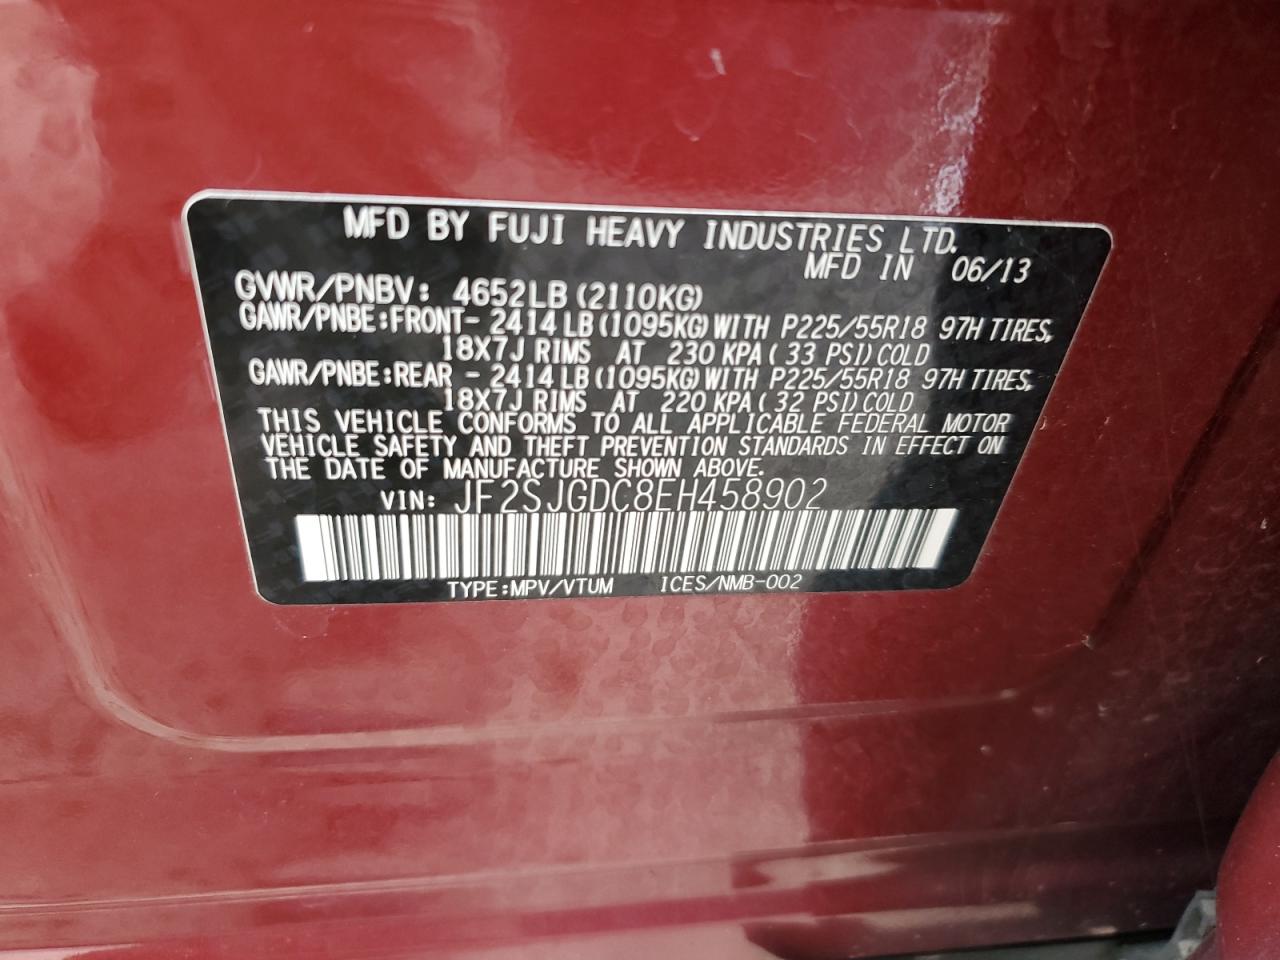 MFD BY FUJI HEAVY INDUSTRIES LTD.
MFD IN 06/13
GVWR/PNBV: 4652LB (2110KG)
GAWR/PNBE:FRONT- 2414 LB (1095KG) WITH P225/55R18 97H TIRES,
18X7J RIMS AT 230 KPA ( 33 PSI) COLD
GAWR/PNBE:REAR - 2414 LB (1095KG) WITH P225/55R18 97H TIRES,
18X7J RIMS AT 220 KPA ( 32 PSI) COLD
THIS VEHICLE CONFORMS TO ALL APPLICABLE FEDERAL MOTOR
VEHICLE SAFETY AND THEFT PREVENTION STANDARDS IN EFFECT ON
THE DATE OF MANUFACTURE SHOWN ABOVE.
VIN: JF2SJGDC8EH458902
TYPE:MPV/VTUM ICES/NMB-002